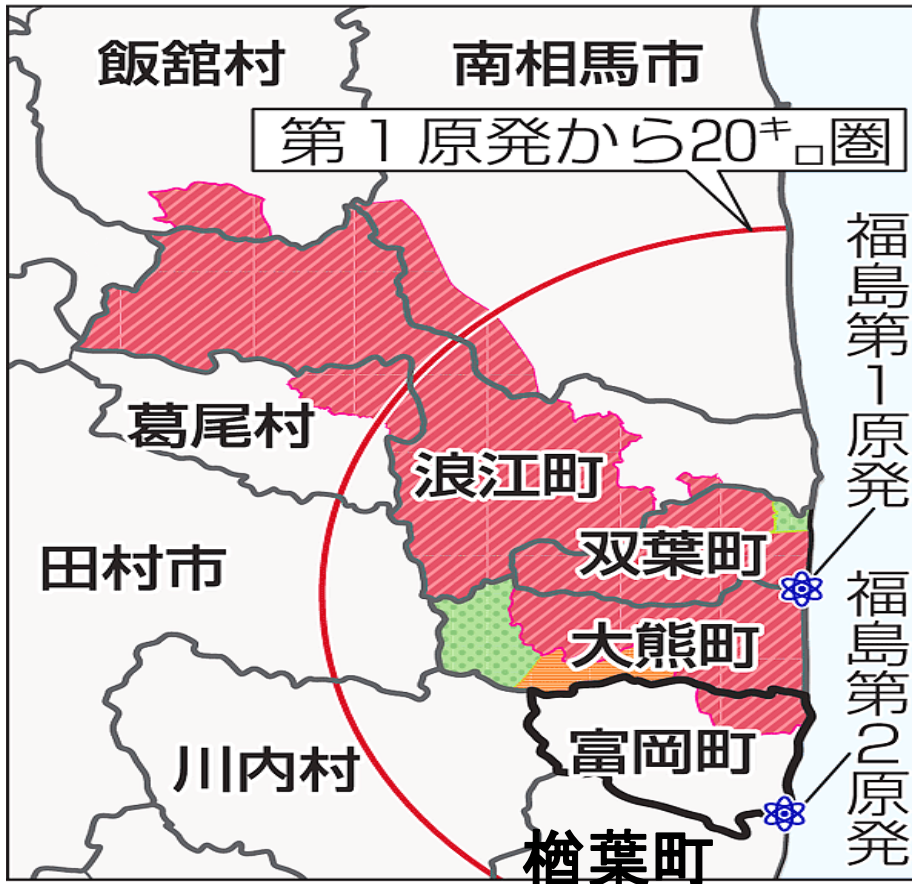 飯舘村
南相馬市
第1原発から20㌔圏
福島第1原発
葛尾村
浪江町
双葉町
田村市
大熊町
福島第2原発
富岡町
川内村
楢葉町